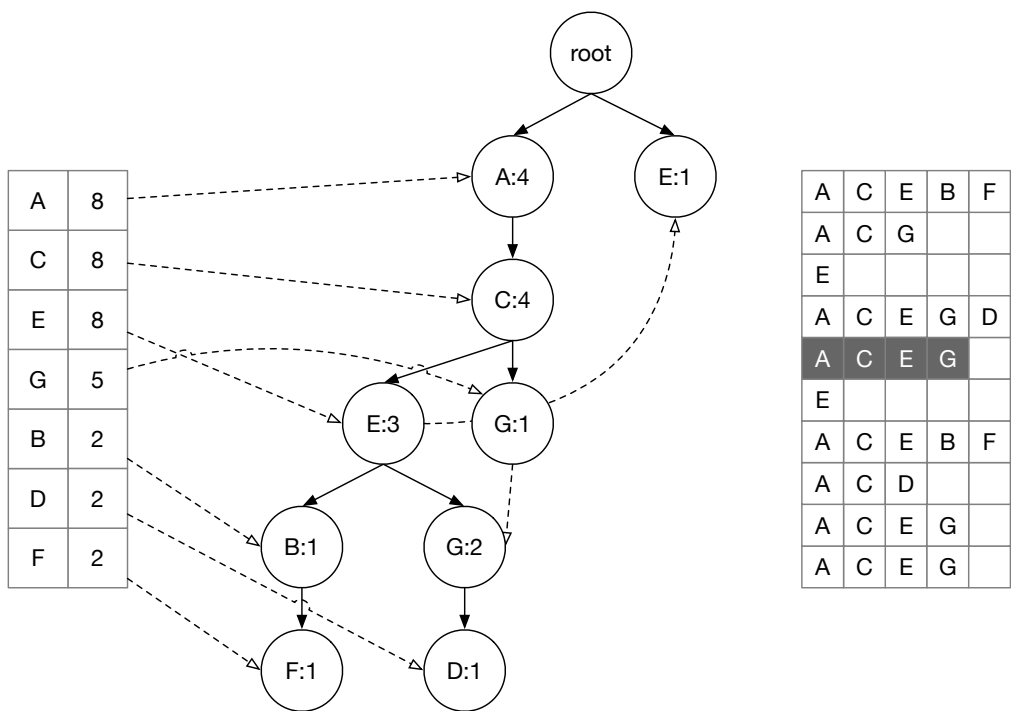 root
A:4
E:1
C:4
E:3
G:1
B:1
G:2
F:1
D:1
A 8
C 8
E 8
G 5
B 2
D 2
F 2
A C E B F
A C G
E
A C E G D
A C E G
E
A C E B F
A C D
A C E G
A C E G